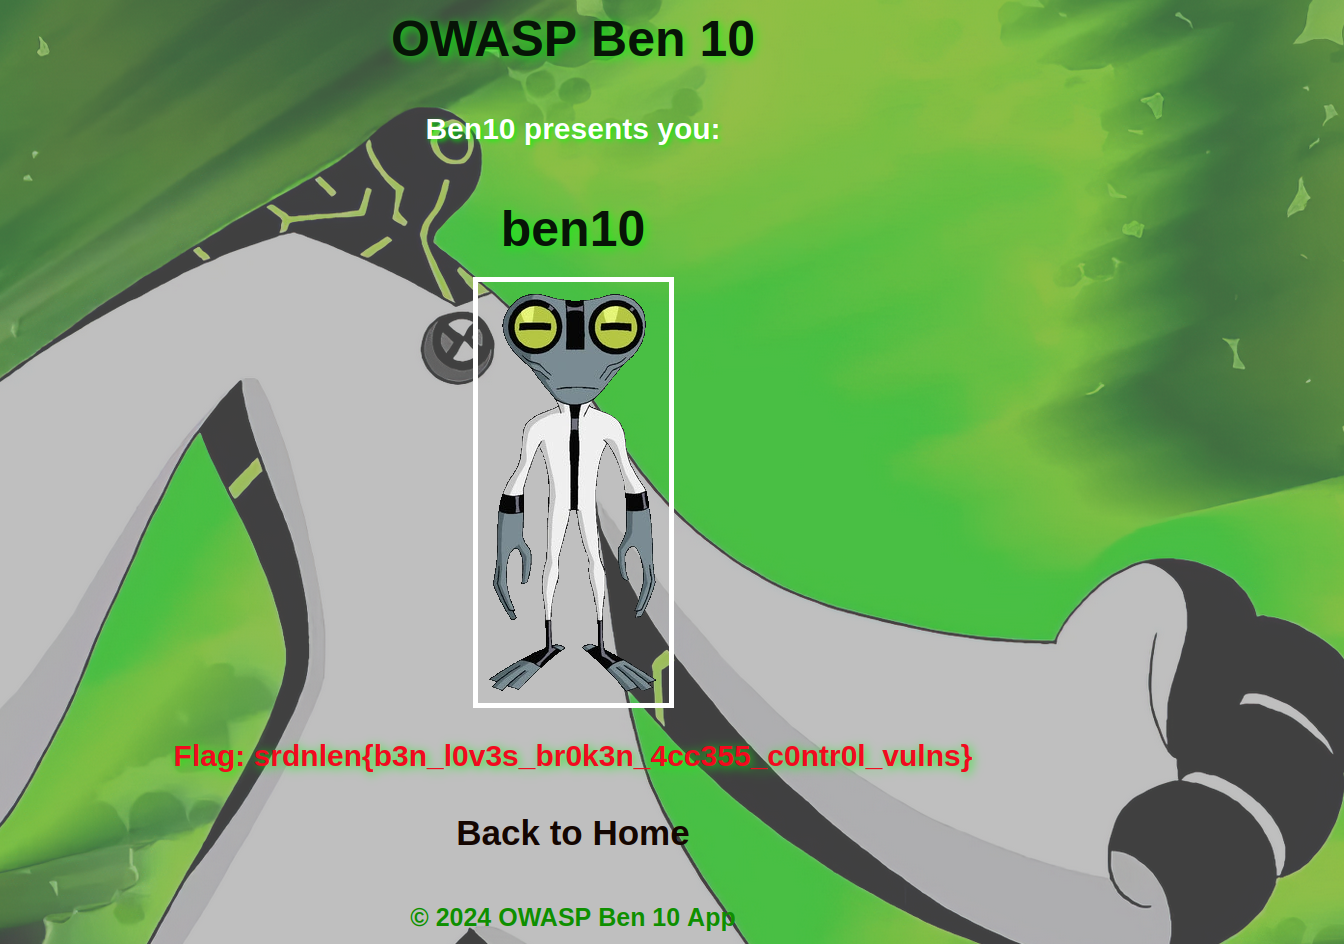 OWASP Ben 10
Ben10 presents you:
ben10
Flag: srdnlen{b3n_l0v3s_br0k3n_4cc355_c0ntr0l_vulns}
Back to Home
© 2024 OWASP Ben 10 App